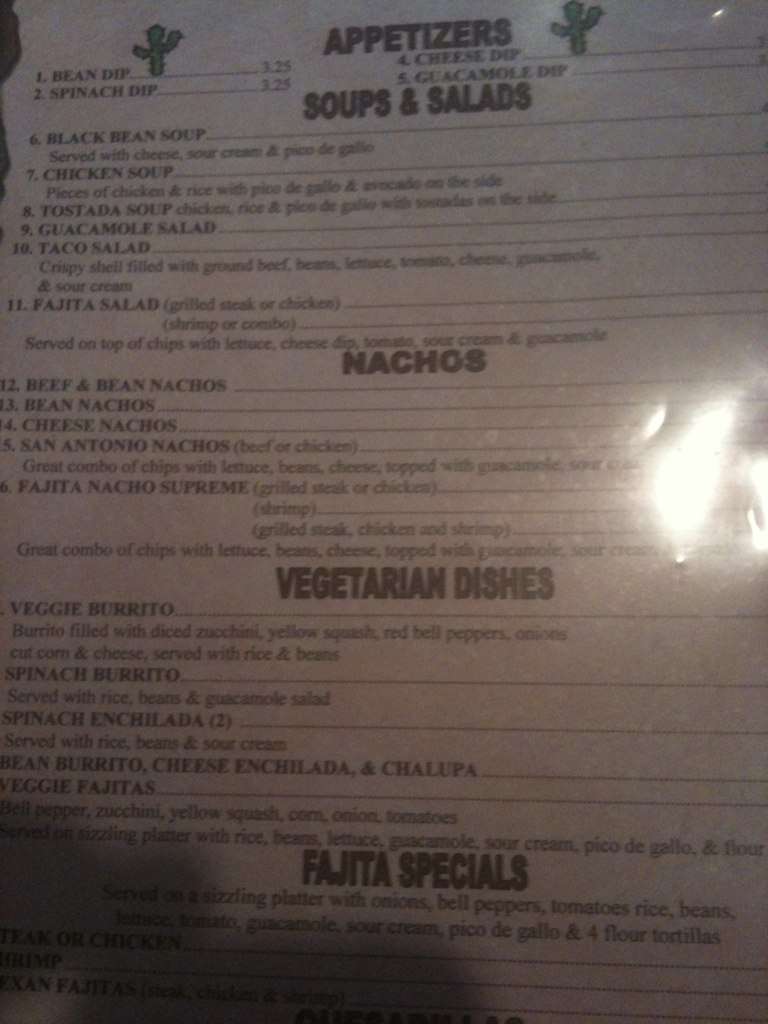 APPETIZERS
1. BEAN DIP 3.25
2. SPINACH DIP 3.25
4. CHEESE DIP
5. GUACAMOLE DIP
SOUPS & SALADS
6. BLACK BEAN SOUP
Served with cheese, sour cream & pico de gallo
7. CHICKEN SOUP
Pieces of chicken & rice with pico de gallo & avocado on the side
8. TOSTADA SOUP chicken, rice & pico de gallo with tostadas on the side
9. GUACAMOLE SALAD
10. TACO SALAD
Crispy shell filled with ground beef, beans, lettuce, tomato, cheese, guacamole,
& sour cream
11. FAJITA SALAD (grilled steak or chicken)
(shrimp or combo)
Served on top of chips with lettuce, cheese dip, tomato, sour cream & guacamole
NACHOS
12. BEEF & BEAN NACHOS
13. BEAN NACHOS
4. CHEESE NACHOS
5. SAN ANTONIO NACHOS (beef or chicken)
Great combo of chips with lettuce, beans, cheese, topped with guacamole, sour
6. FAJITA NACHO SUPREME (grilled steak or chicken)
(shrimp)
(grilled steak, chicken and shrimp)
Great combo of chips with lettuce, beans, cheese, topped with guacamole, sour cream
VEGETARIAN DISHES
. VEGGIE BURRITO
Burrito filled with diced zucchini, yellow squash, red bell peppers, onions
cut corn & cheese, served with rice & beans
SPINACH BURRITO
Served with rice, beans & guacamole salad
SPINACH ENCHILADA (2)
Served with rice, beans & sour cream
BEAN BURRITO, CHEESE ENCHILADA, & CHALUPA
VEGGIE FAJITAS
Bell pepper, zucchini, yellow squash, corn, onion, tomatoes
Served on sizzling platter with rice, beans, lettuce, guacamole, sour cream, pico de gallo, & flour
FAJITA SPECIALS
Served on a sizzling platter with onions, bell peppers, tomatoes rice, beans,
lettuce, tomato, guacamole, sour cream, pico de gallo & 4 flour tortillas
TEAK OR CHICKEN
HRIMP
EXAN FAJITAS (steak, chicken & shrimp)
QUESADILLAS